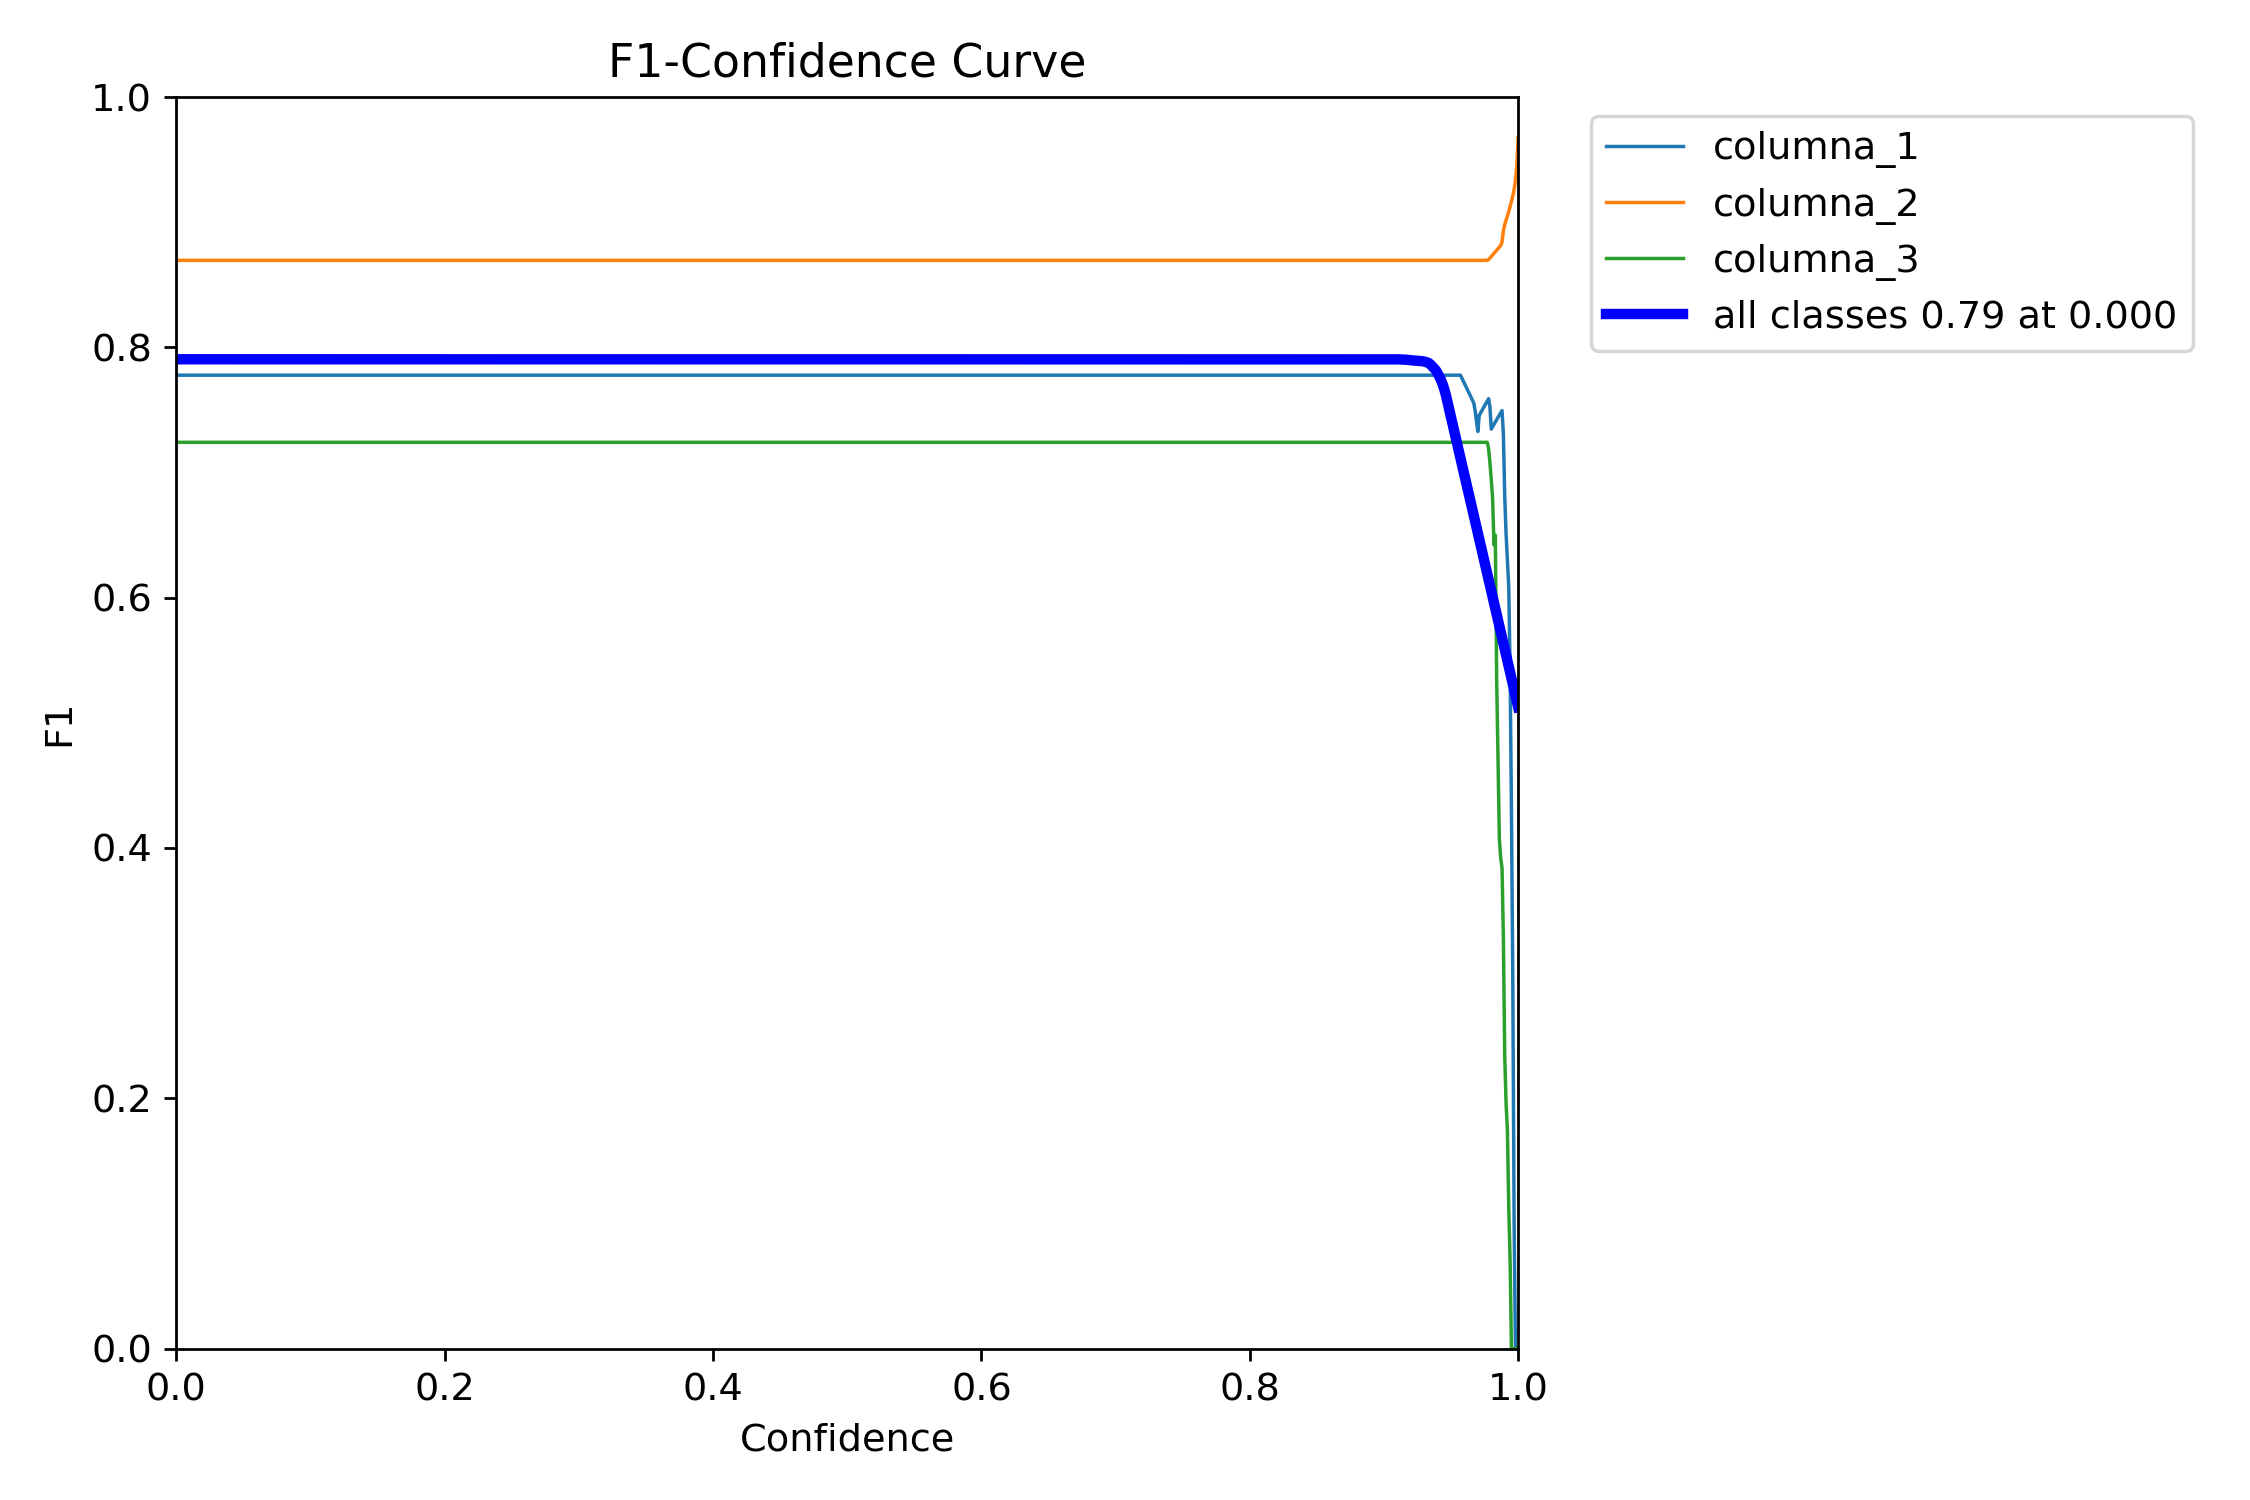 F1-Confidence Curve
1.0
0.8
0.6
0.4
0.2
0.0
F1
0.0 0.2 0.4 0.6 0.8 1.0
Confidence
columna_1
columna_2
columna_3
all classes 0.79 at 0.000